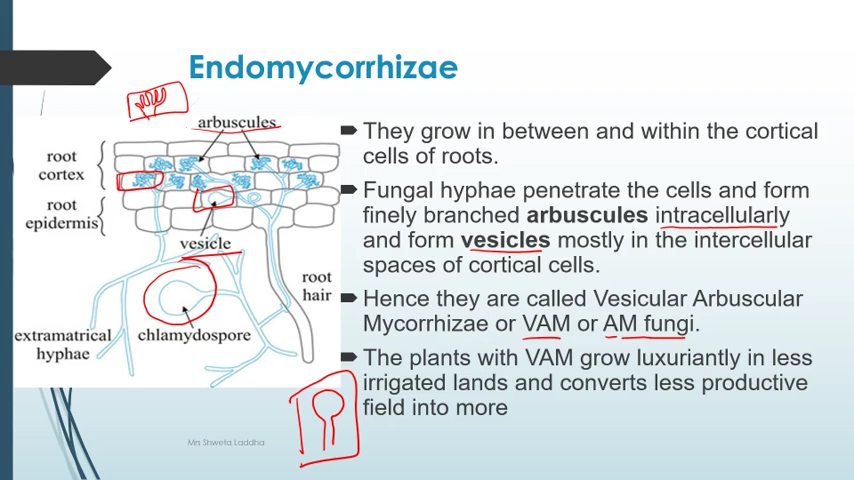 Endomycorrhizae
arbuscules
root
cortex
root
epidermis
vesicle
root
hair
extramatrical
hyphae
chlamydospore
They grow in between and within the cortical
cells of roots.
Fungal hyphae penetrate the cells and form
finely branched arbuscules intracellularly
and form vesicles mostly in the intercellular
spaces of cortical cells.
Hence they are called Vesicular Arbuscular
Mycorrhizae or VAM or AM fungi.
The plants with VAM grow luxuriantly in less
irrigated lands and converts less productive
field into more
Mrs Shweta Laddha